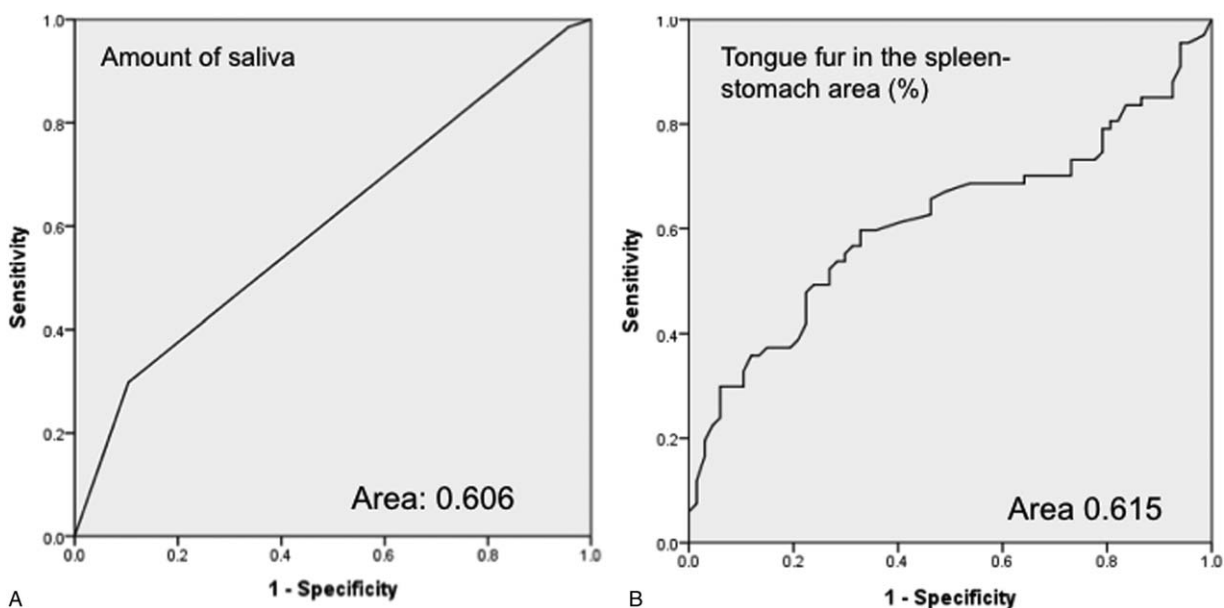 Amount of saliva
1.0
0.8
0.6
0.4
0.2
0.0
Sensitivity
Area: 0.606
0.0 0.2 0.4 0.6 0.8 1.0
1 - Specificity
A
Tongue fur in the spleen-
stomach area (%)
1.0
0.8
0.6
0.4
0.2
0.0
Sensitivity
Area 0.615
0.0 0.2 0.4 0.6 0.8 1.0
1 - Specificity
B